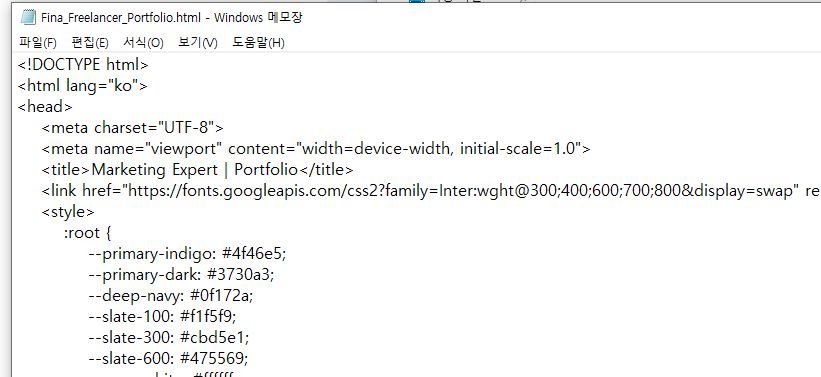 Fina_Freelancer_Portfolio.html - Windows 메모장
파일(F) 편집(E) 서식(O) 보기(V) 도움말(H)
<!DOCTYPE html>
<html lang="ko">
<head>
<meta charset="UTF-8">
<meta name="viewport" content="width=device-width, initial-scale=1.0">
<title>Marketing Expert | Portfolio</title>
<link href="https://fonts.googleapis.com/css2?family=Inter:wght@300;400;600;700;800&display=swap" re
<style>
:root {
--primary-indigo: #4f46e5;
--primary-dark: #3730a3;
--deep-navy: #0f172a;
--slate-100: #f1f5f9;
--slate-300: #cbd5e1;
--slate-600: #475569;